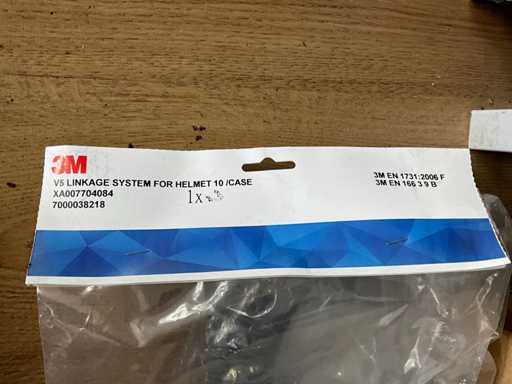 3M
V5 LINKAGE SYSTEM FOR HELMET 10 /CASE
XA007704084
7000038218
1x
3M EN 1731:2006 F
3M EN 166 3 9 B